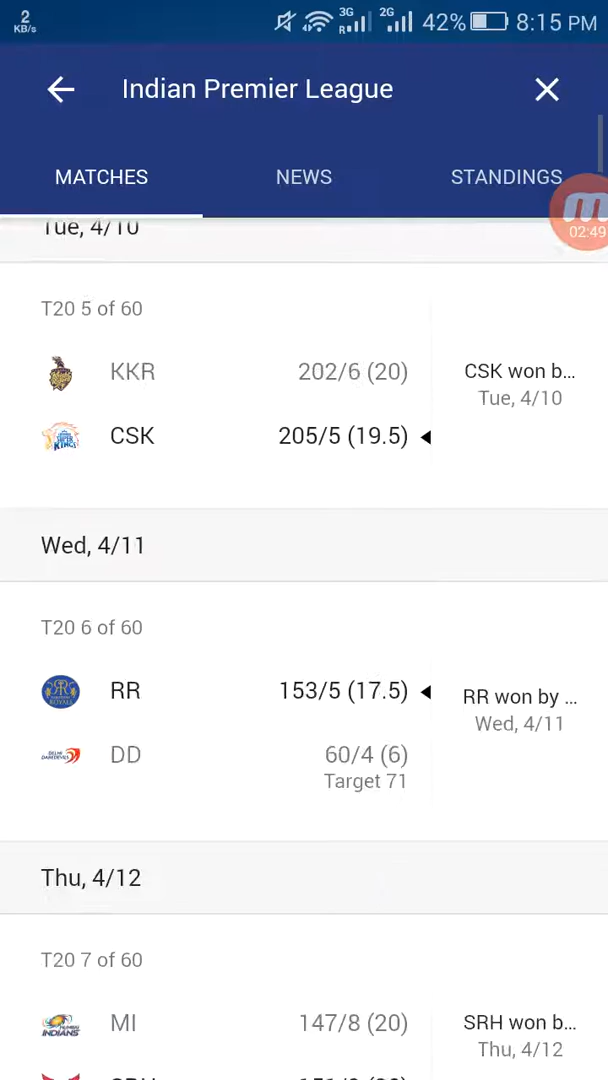 2
KB/s
3G
R
2G
42%
8:15 PM
Indian Premier League
MATCHES
NEWS
STANDINGS
02:49
Tue, 4/10
T20 5 of 60
KKR
202/6 (20)
CSK won b...
Tue, 4/10
CSK
205/5 (19.5)
Wed, 4/11
T20 6 of 60
RR
153/5 (17.5)
RR won by ...
Wed, 4/11
DD
60/4 (6)
Target 71
Thu, 4/12
T20 7 of 60
MI
147/8 (20)
SRH won b...
Thu, 4/12